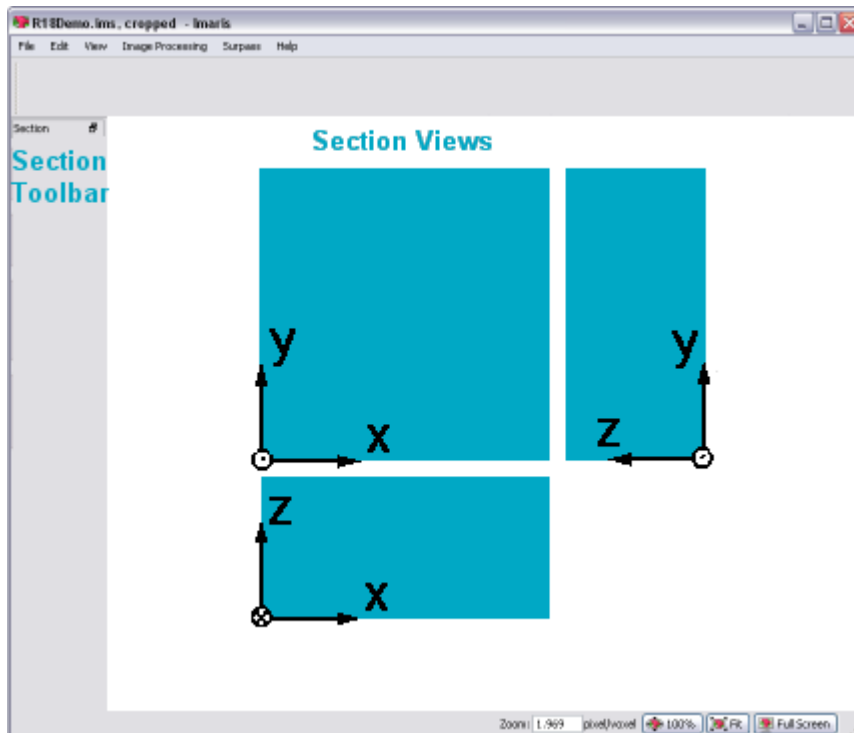 R18Demo.ims, cropped - Imaris
File Edit View Image Processing Surpass Help
Section
Section Views
Section
Toolbar
y
x
y
z
z
x
Zoom: 1.969 pixel/voxel 100% Fit Full Screen